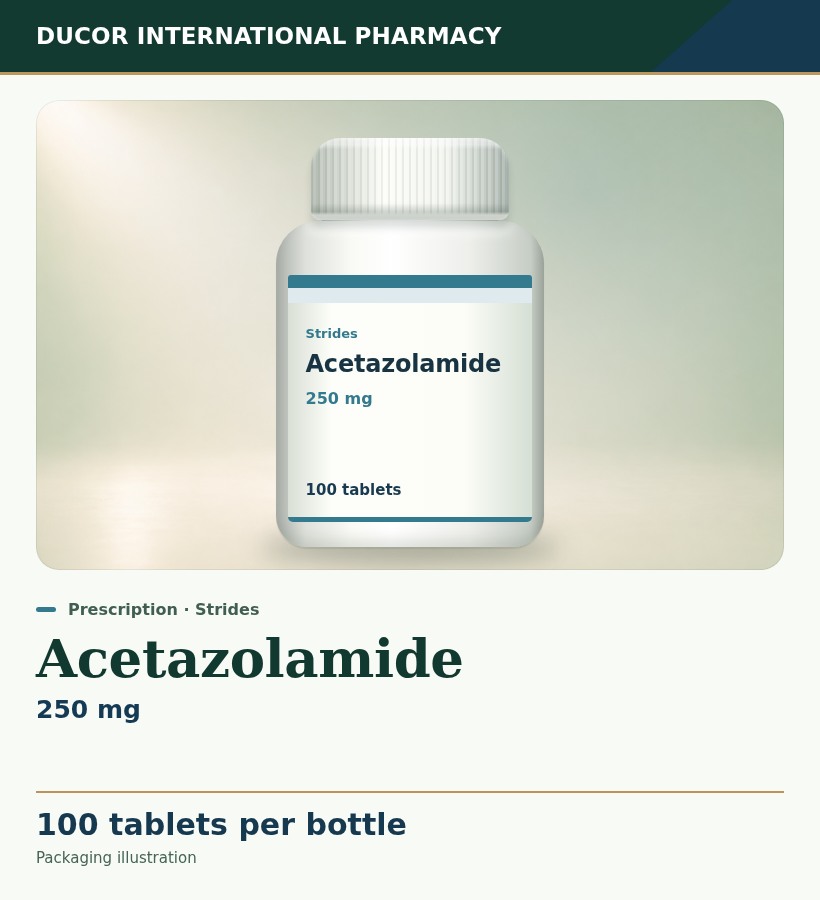 DUCOR INTERNATIONAL PHARMACY
Strides
Acetazolamide
250 mg
100 tablets
Prescription · Strides
Acetazolamide
250 mg
100 tablets per bottle
Packaging illustration